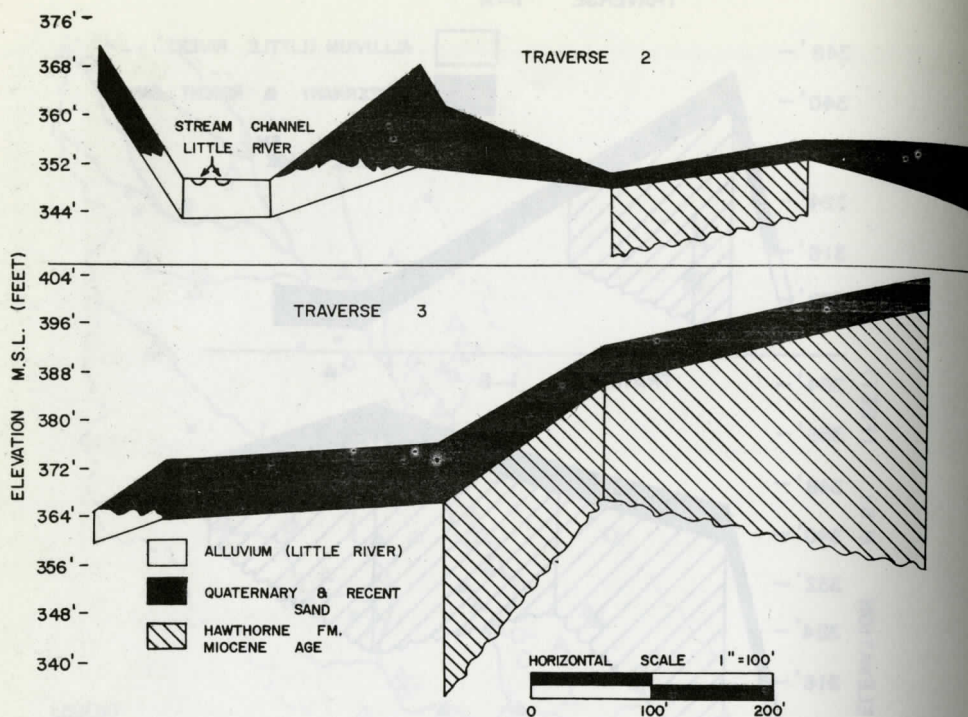 376'
368'
360'
352'
344'
TRAVERSE 2
STREAM CHANNEL
LITTLE RIVER
ELEVATION M.S.L. (FEET)
404'
396'
388'
380'
372'
364'
356'
348'
340'
TRAVERSE 3
ALLUVIUM (LITTLE RIVER)
QUATERNARY & RECENT
SAND
HAWTHORNE FM.
MIOCENE AGE
HORIZONTAL SCALE 1"=100'
0 100' 200'